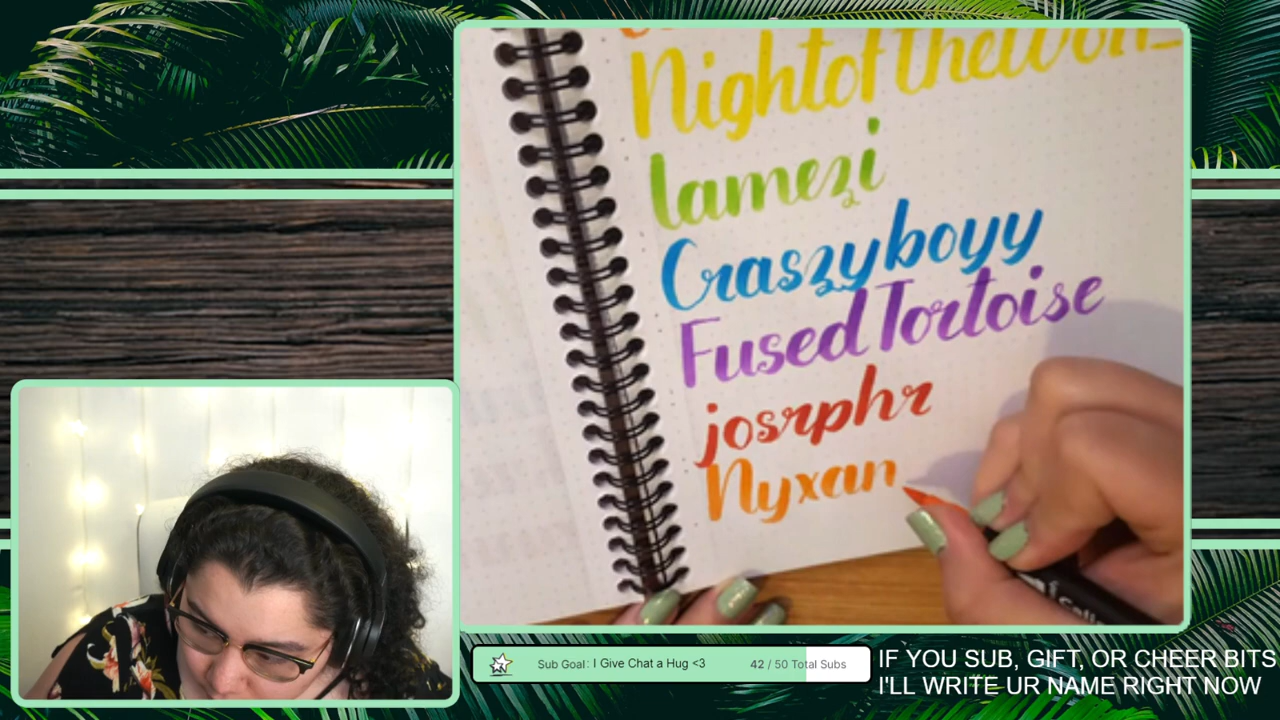 Nightofthewol
lamezi
Craszyboyy
FusedTortoise
josrphr
Nyxan
Sub Goal: I Give Chat a Hug <3 42 / 50 Total Subs
IF YOU SUB, GIFT, OR CHEER BITS
I'LL WRITE UR NAME RIGHT NOW